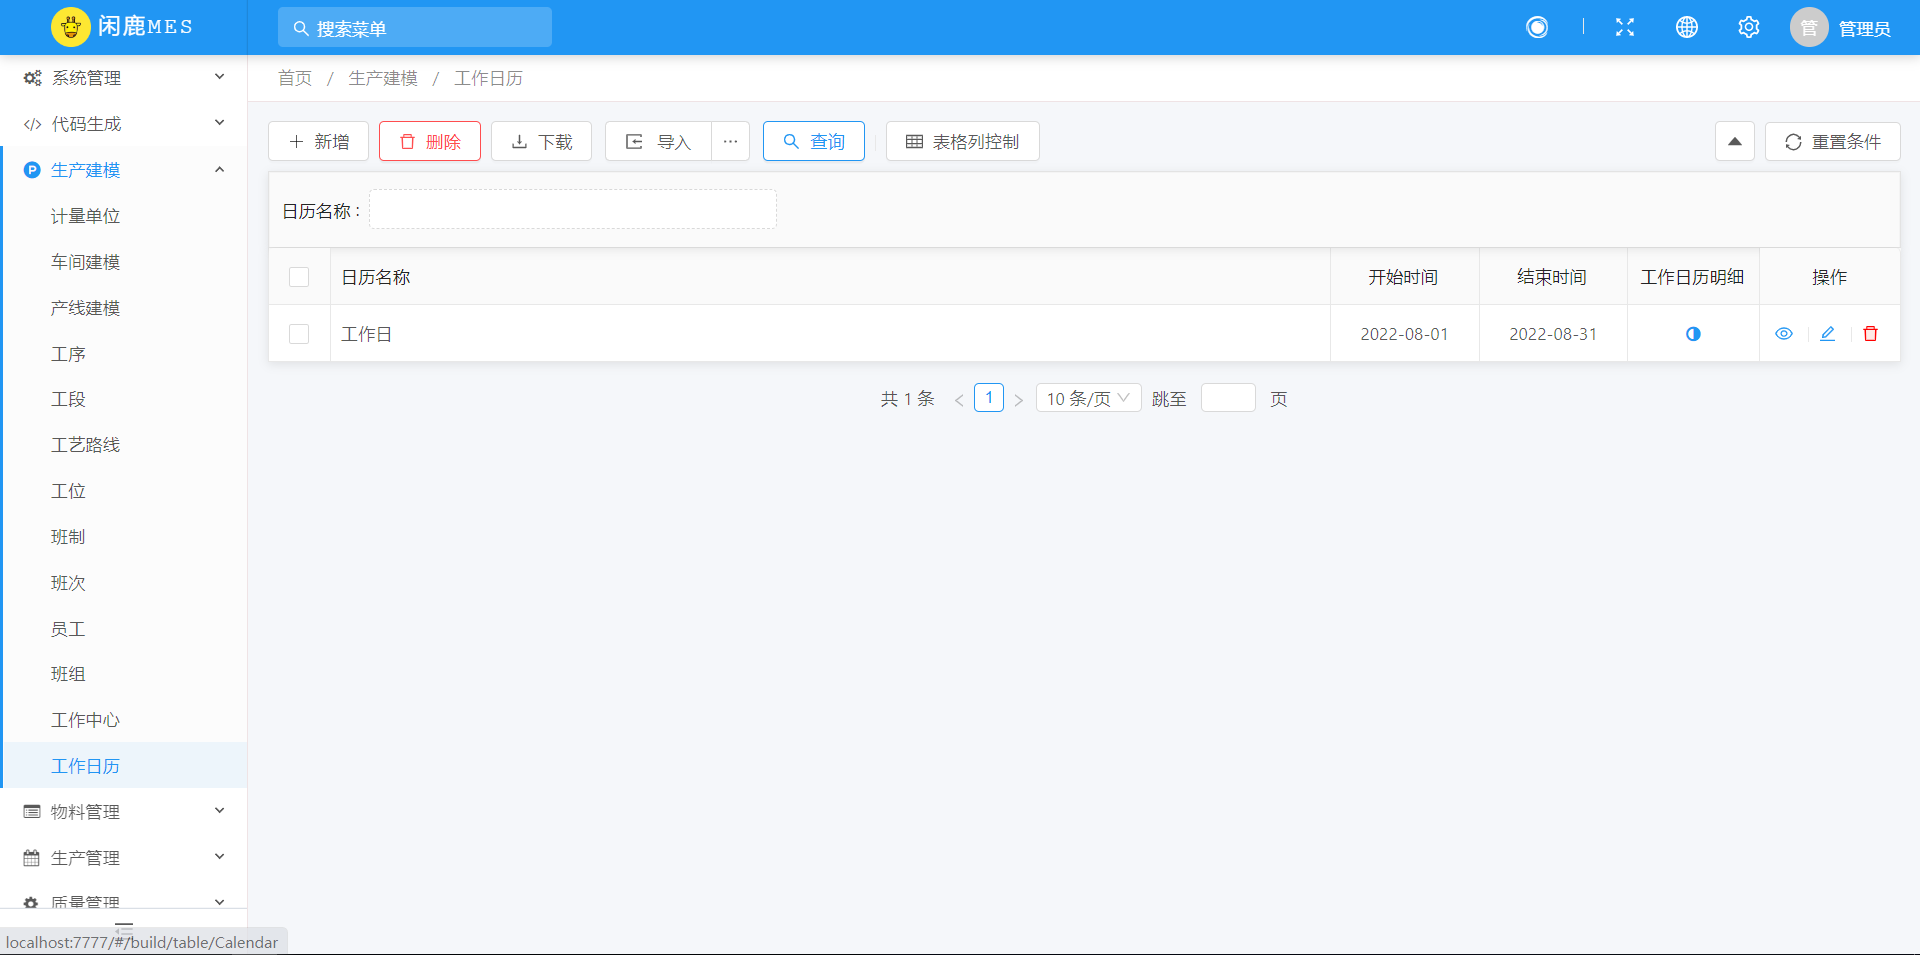 闲鹿MES
搜索菜单
管 管理员
系统管理
代码生成
生产建模
计量单位
车间建模
产线建模
工序
工段
工艺路线
工位
班制
班次
员工
班组
工作中心
工作日历
物料管理
生产管理
质量管理
localhost:7777/#/build/table/Calendar
首页 / 生产建模 / 工作日历
新增 删除 下载 导入 ··· 查询 表格列控制 重置条件
日历名称 :
日历名称 开始时间 结束时间 工作日历明细 操作
工作日 2022-08-01 2022-08-31
共 1 条 < 1 > 10 条/页 跳至 页